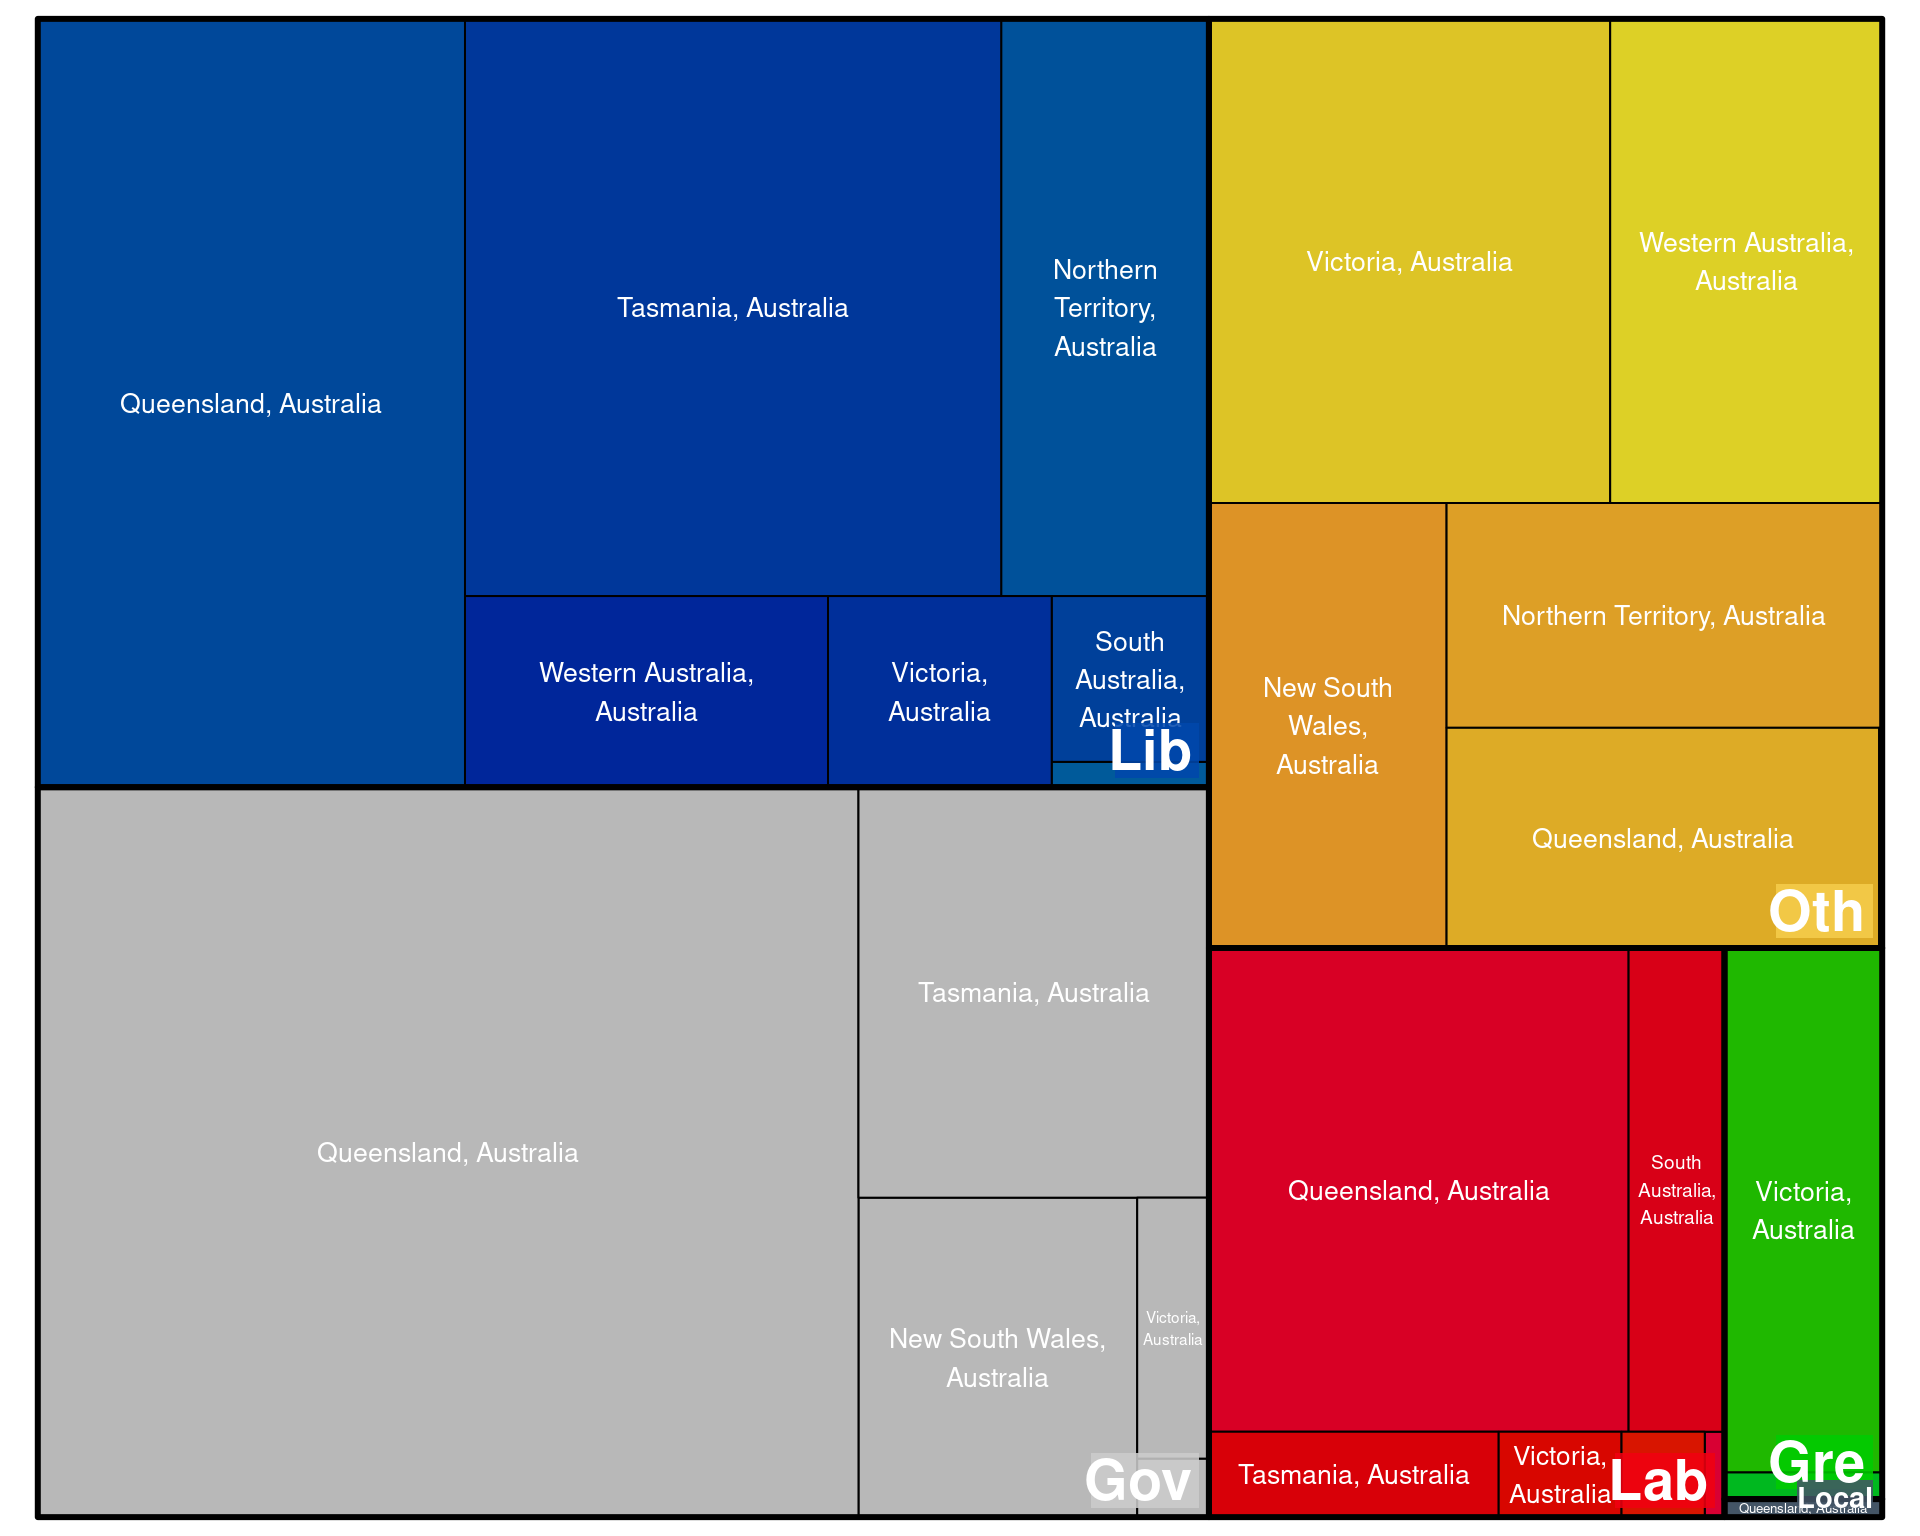 Queensland, Australia
Tasmania, Australia
Northern
Territory,
Australia
Western Australia,
Australia
Victoria,
Australia
South
Australia,
Australia
Lib
Queensland, Australia
Tasmania, Australia
New South Wales,
Australia
Victoria,
Australia
Gov
Victoria, Australia
Western Australia,
Australia
New South
Wales,
Australia
Northern Territory, Australia
Queensland, Australia
Oth
Queensland, Australia
South
Australia,
Australia
Tasmania, Australia
Victoria,
Australia
Lab
Victoria,
Australia
Gre
Queensland, Australia
Local